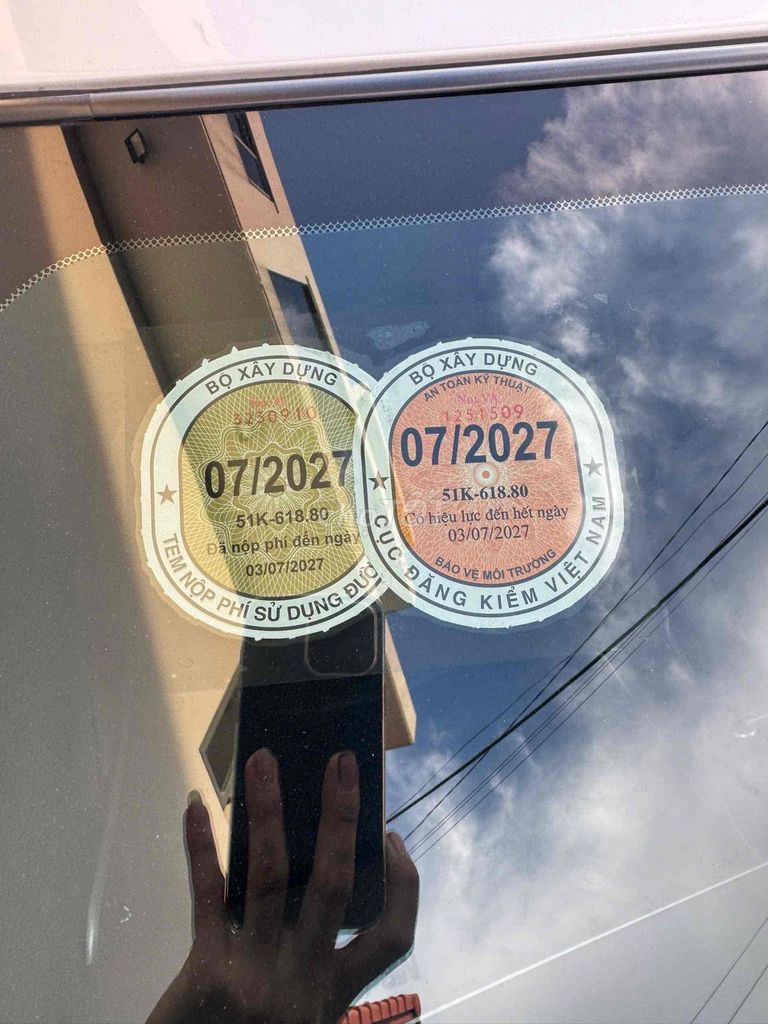 BỘ XÂY DỰNG
3230910
07/2027
51K-618.80
Đã nộp phí đến ngày
03/07/2027
TEM NỘP PHÍ SỬ DỤNG ĐƯỜ
BỘ XÂY DỰNG
AN TOÀN KỸ THUẬT
1251509
07/2027
51K-618.80
Có hiệu lực đến hết ngày
03/07/2027
BẢO VỆ MÔI TRƯỜNG
CỤC ĐĂNG KIỂM VIỆT NAM